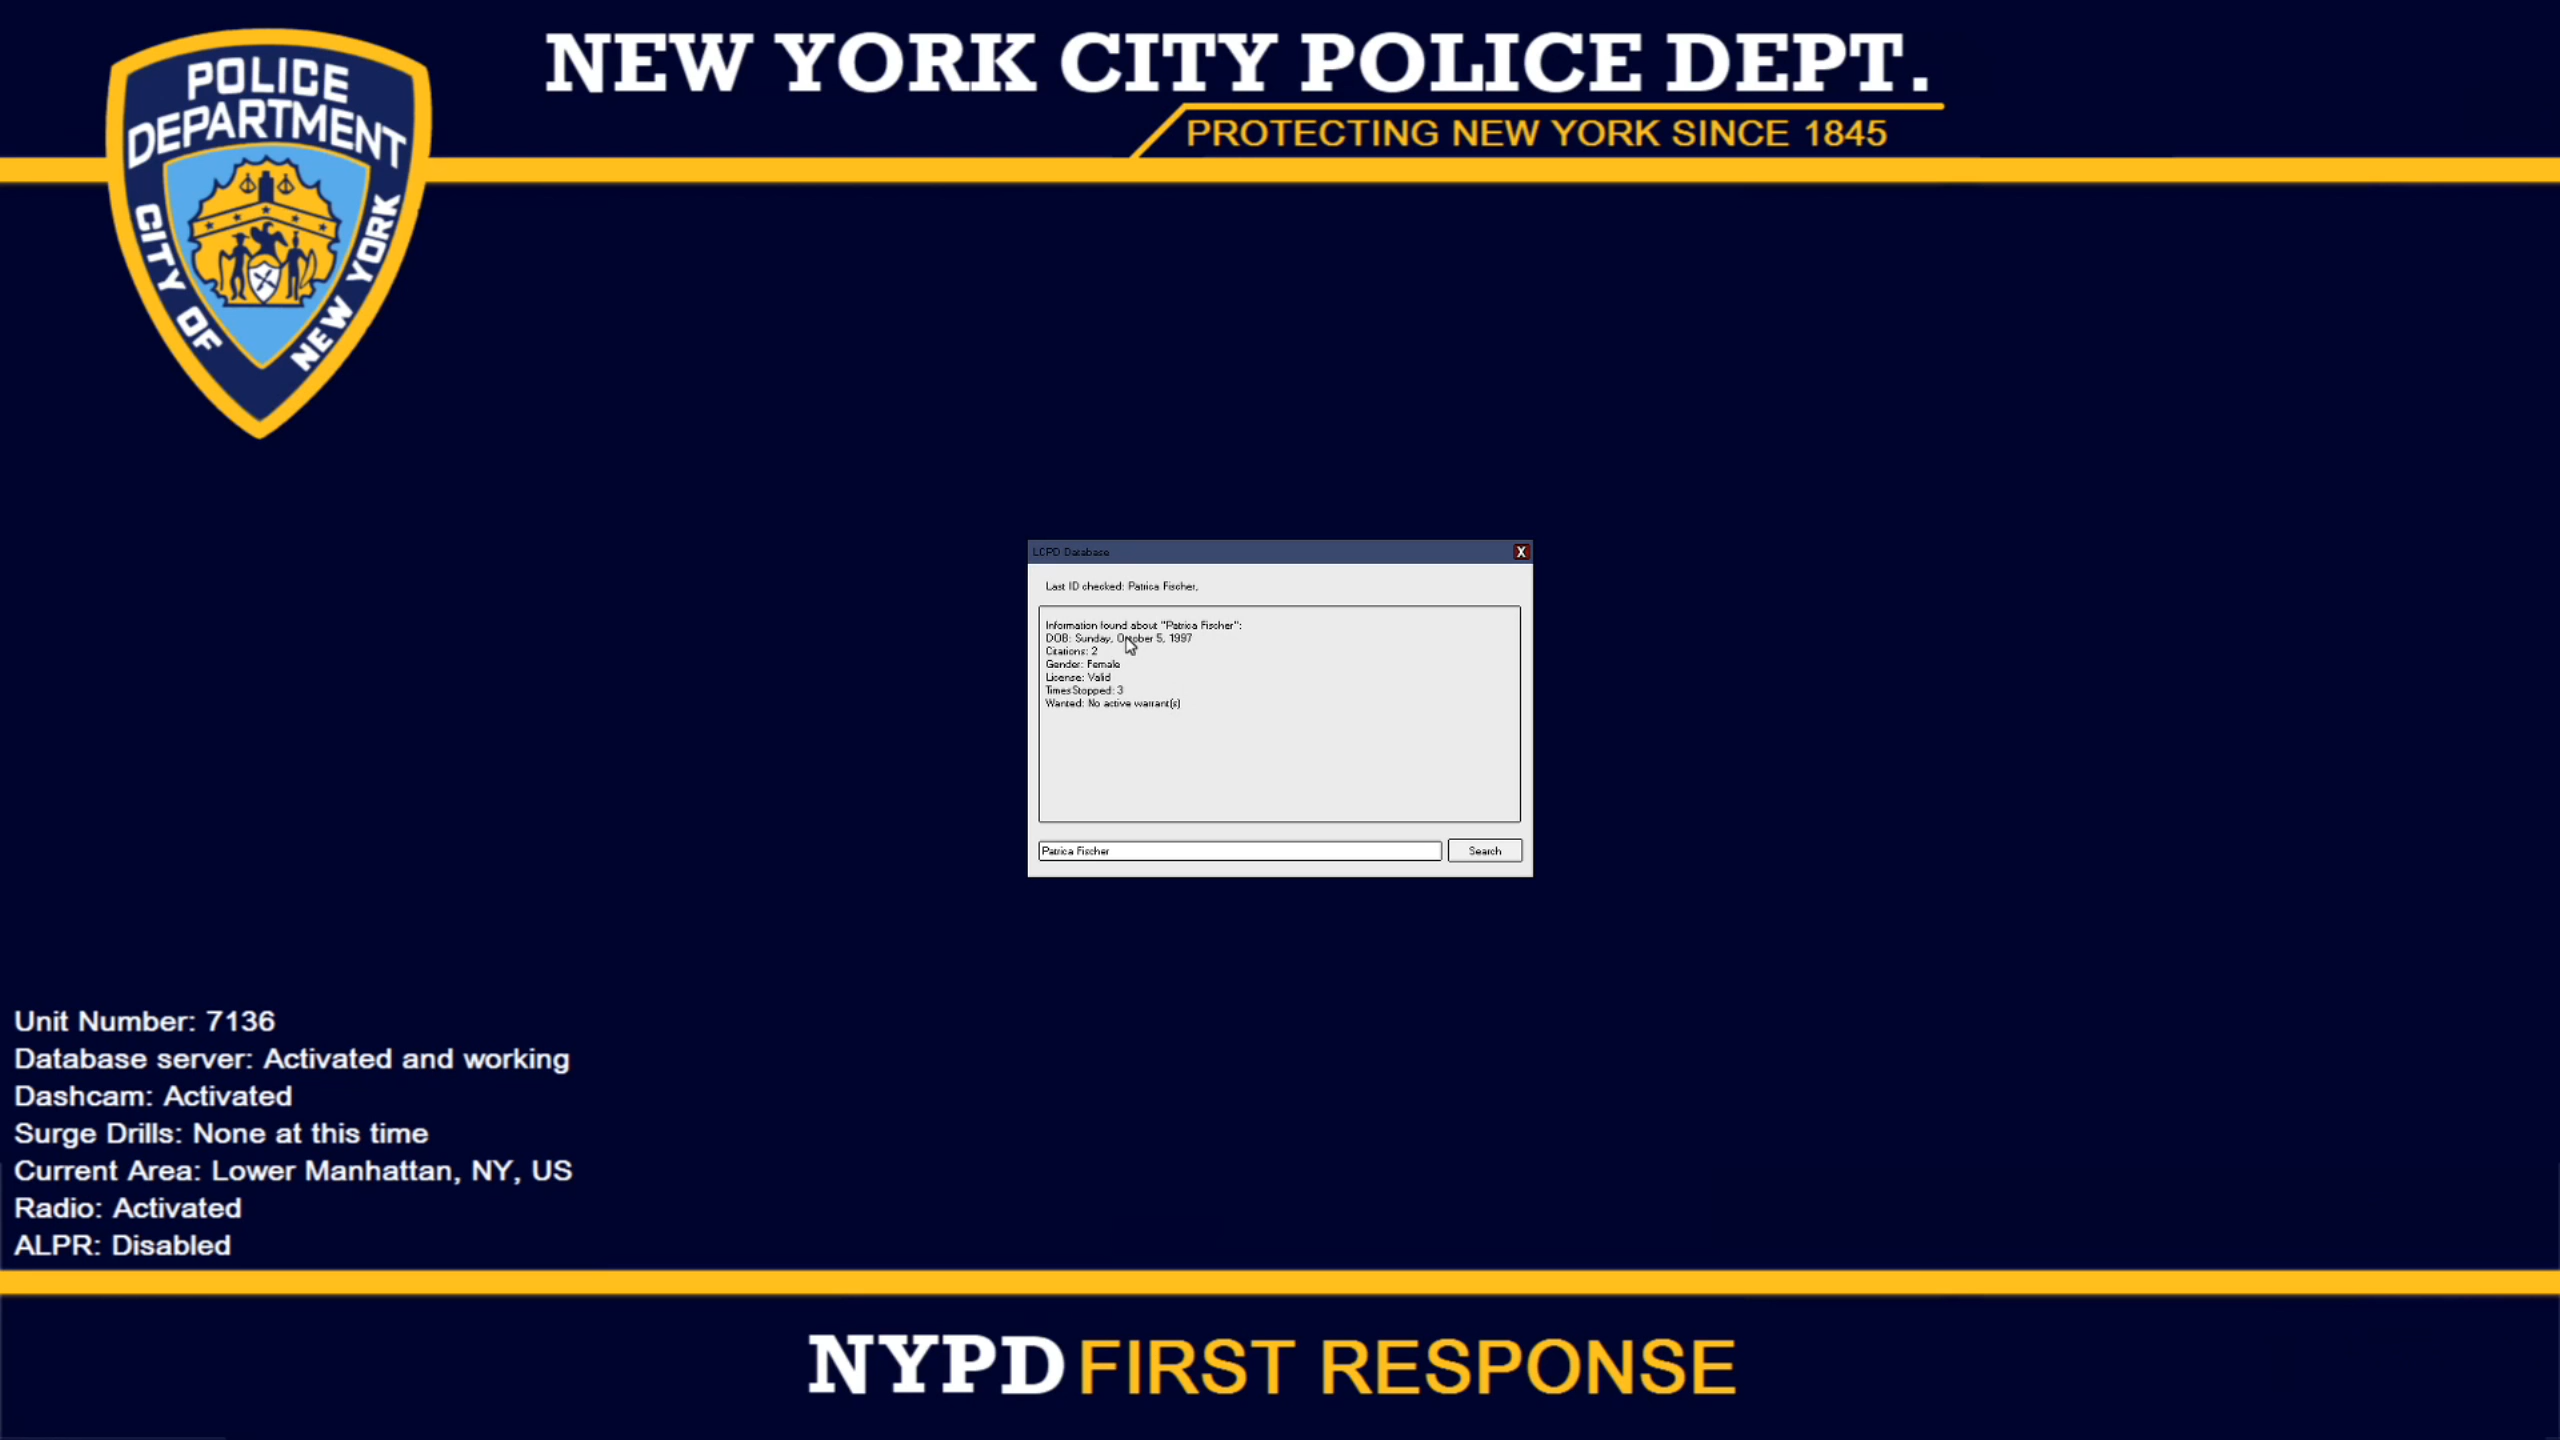 POLICE
DEPARTMENT
CITY OF
NEW YORK
NEW YORK CITY POLICE DEPT.
PROTECTING NEW YORK SINCE 1845
LCPD Database
X
Last ID checked: Patrica Fischer,
Information found about "Patrica Fischer":
DOB: Sunday, October 5, 1997
Citations: 2
Gender: Female
License: Valid
Times Stopped: 3
Wanted: No active warrant(s)
Patrica Fischer
Search
Unit Number: 7136
Database server: Activated and working
Dashcam: Activated
Surge Drills: None at this time
Current Area: Lower Manhattan, NY, US
Radio: Activated
ALPR: Disabled
NYPD FIRST RESPONSE